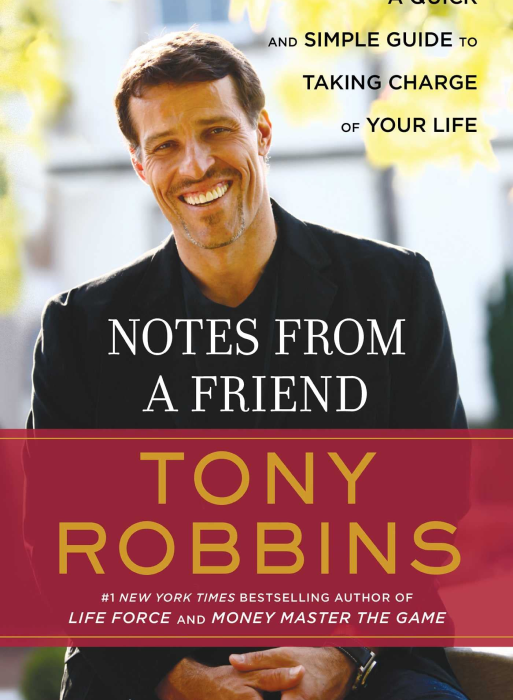 A QUICK
AND SIMPLE GUIDE TO
TAKING CHARGE
OF YOUR LIFE
NOTES FROM
A FRIEND
TONY
ROBBINS
#1 NEW YORK TIMES BESTSELLING AUTHOR OF
LIFE FORCE AND MONEY MASTER THE GAME